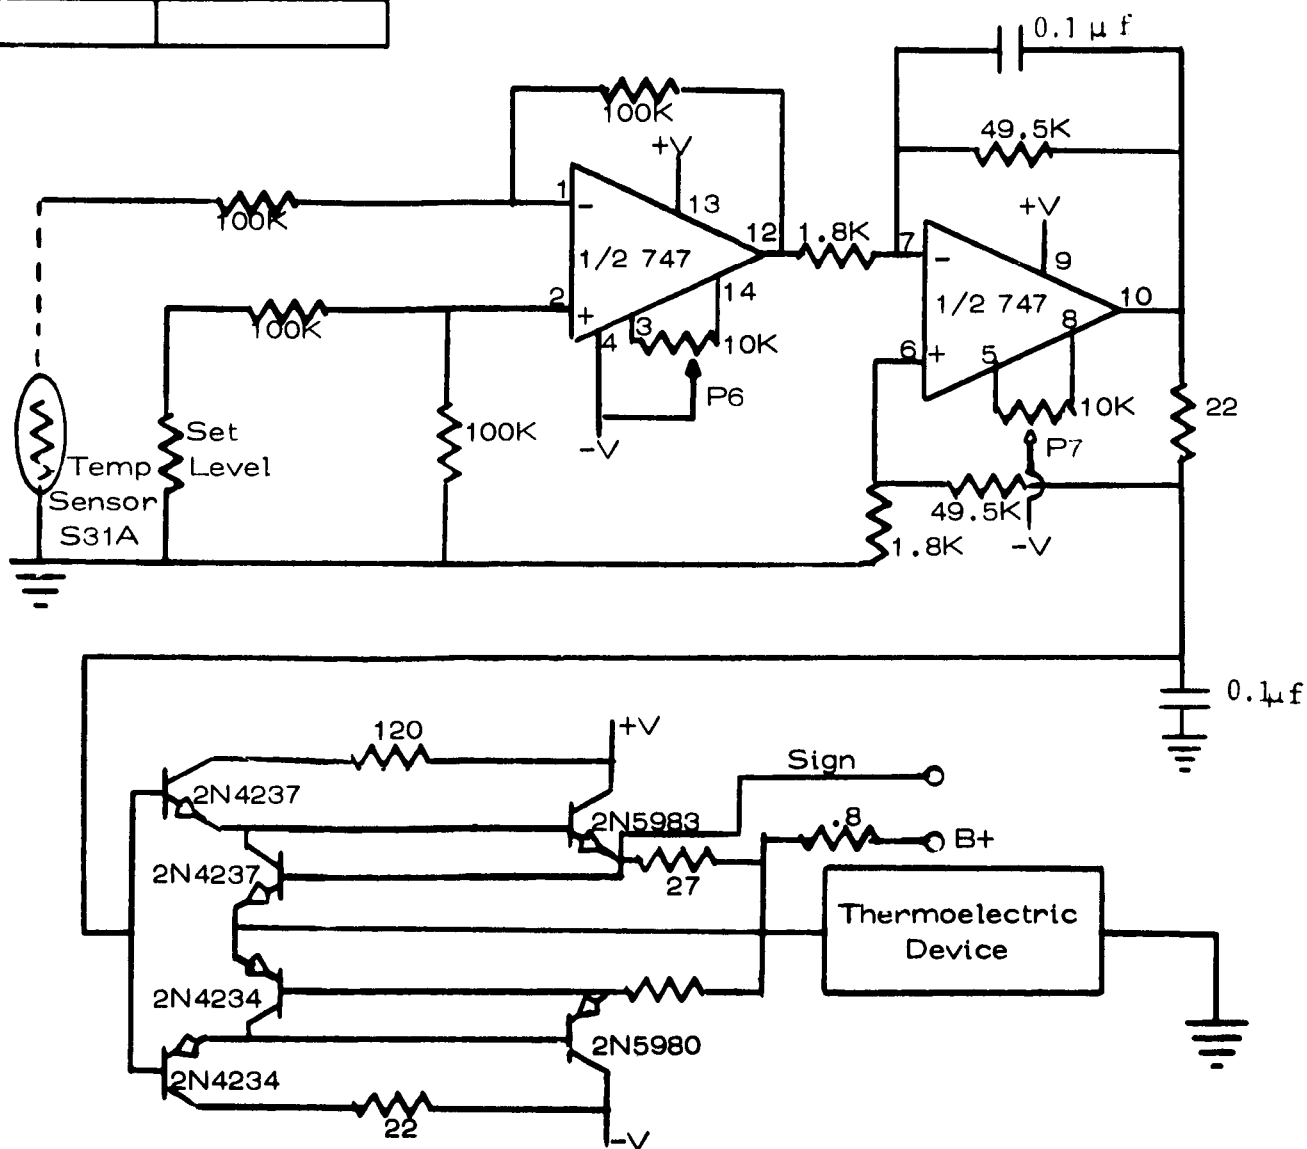 0.1 μf
100K
49.5K
+V
+V
100K
1
-
13
12
1.8K
7
-
9
1/2 747
14
1/2 747
10
2
+
100K
4
3
10K
8
6
+
5
P6
10K
22
Set
Level
100K
-V
P7
Temp
Sensor
S31A
49.5K
1.8K
-V
0.1μf
120
+V
Sign
2N4237
2N5983
.8
B+
2N4237
27
Thermoelectric
Device
2N4234
2N5980
2N4234
22
-V